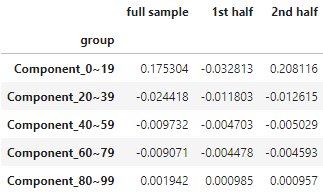 full sample 1st half 2nd half
group
Component_0~19 0.175304 -0.032813 0.208116
Component_20~39 -0.024418 -0.011803 -0.012615
Component_40~59 -0.009732 -0.004703 -0.005029
Component_60~79 -0.009071 -0.004478 -0.004593
Component_80~99 0.001942 0.000985 0.000957